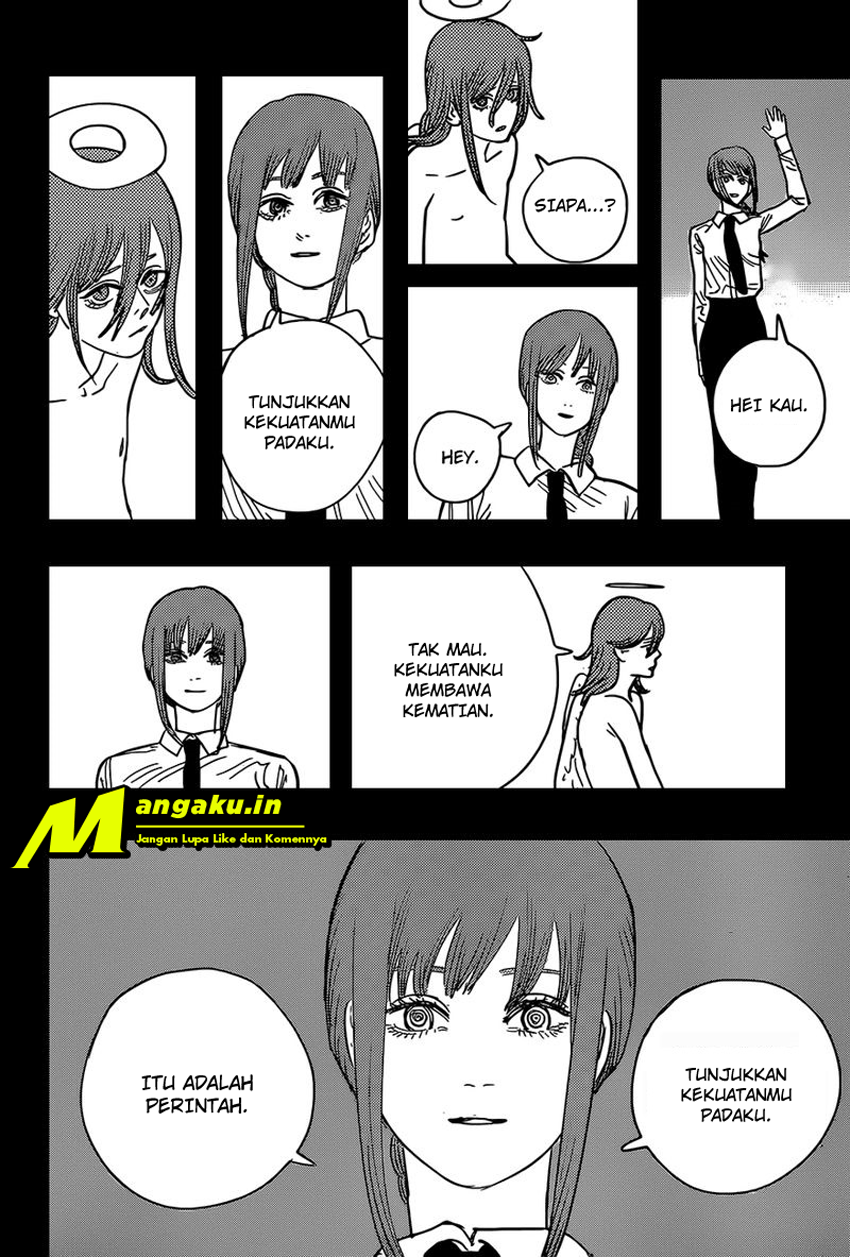 HEI KAU.
SIAPA...?
HEY.
TUNJUKKAN
KEKUATANMU
PADAKU.
TAK MAU.
KEKUATANKU
MEMBAWA
KEMATIAN.
Mangaku.in
Jangan Lupa Like dan Komennya
TUNJUKKAN
KEKUATANMU
PADAKU.
ITU ADALAH
PERINTAH.